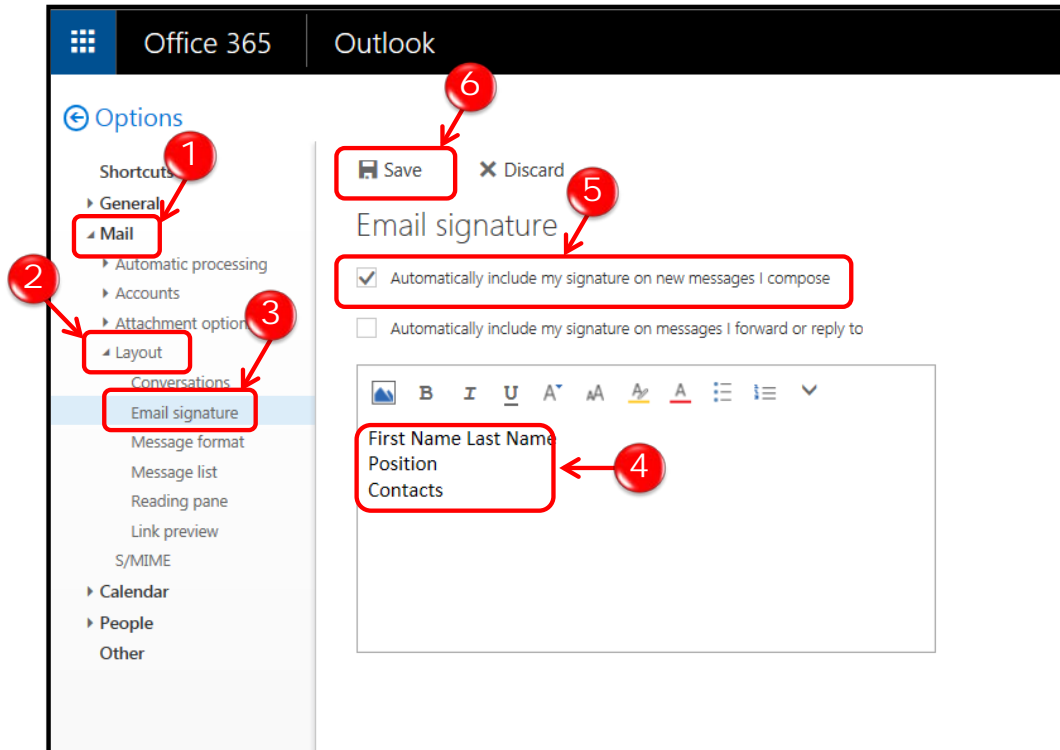 Office 365 Outlook
6
Options
1
Shortcuts
Save
Discard
5
General
Email signature
Mail
2
Automatic processing
Automatically include my signature on new messages I compose
Accounts
3
Attachment option
Automatically include my signature on messages I forward or reply to
Layout
Conversations
B I U A AA A A
Email signature
First Name Last Name
Message format
Position
4
Message list
Contacts
Reading pane
Link preview
S/MIME
Calendar
People
Other